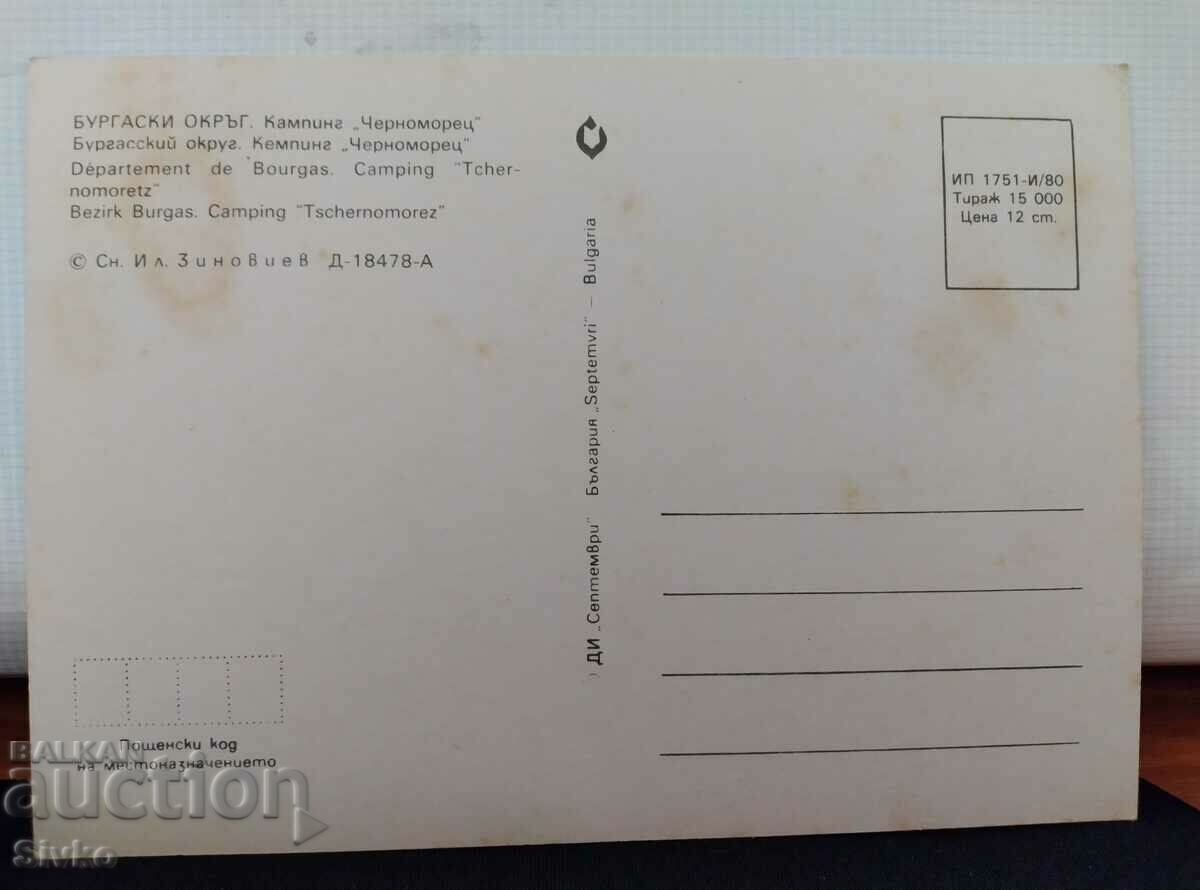 БУРГАСКИ ОКРЪГ. Кампинг „Черноморец"
Бургасский округ. Кемпинг „Черноморец"
Département de Bourgas. Camping "Tcher-
nomoretz"
Bezirk Burgas. Camping "Tschernomorez"
© Сн. Ил. Зиновиев Д-18478-А
ДИ „Септември" България „Septemvri" – Bulgaria
ИП 1751-И/80
Тираж 15 000
Цена 12 ст.
Пощенски код
на местоназначението
BALKAN
auction
Sivko